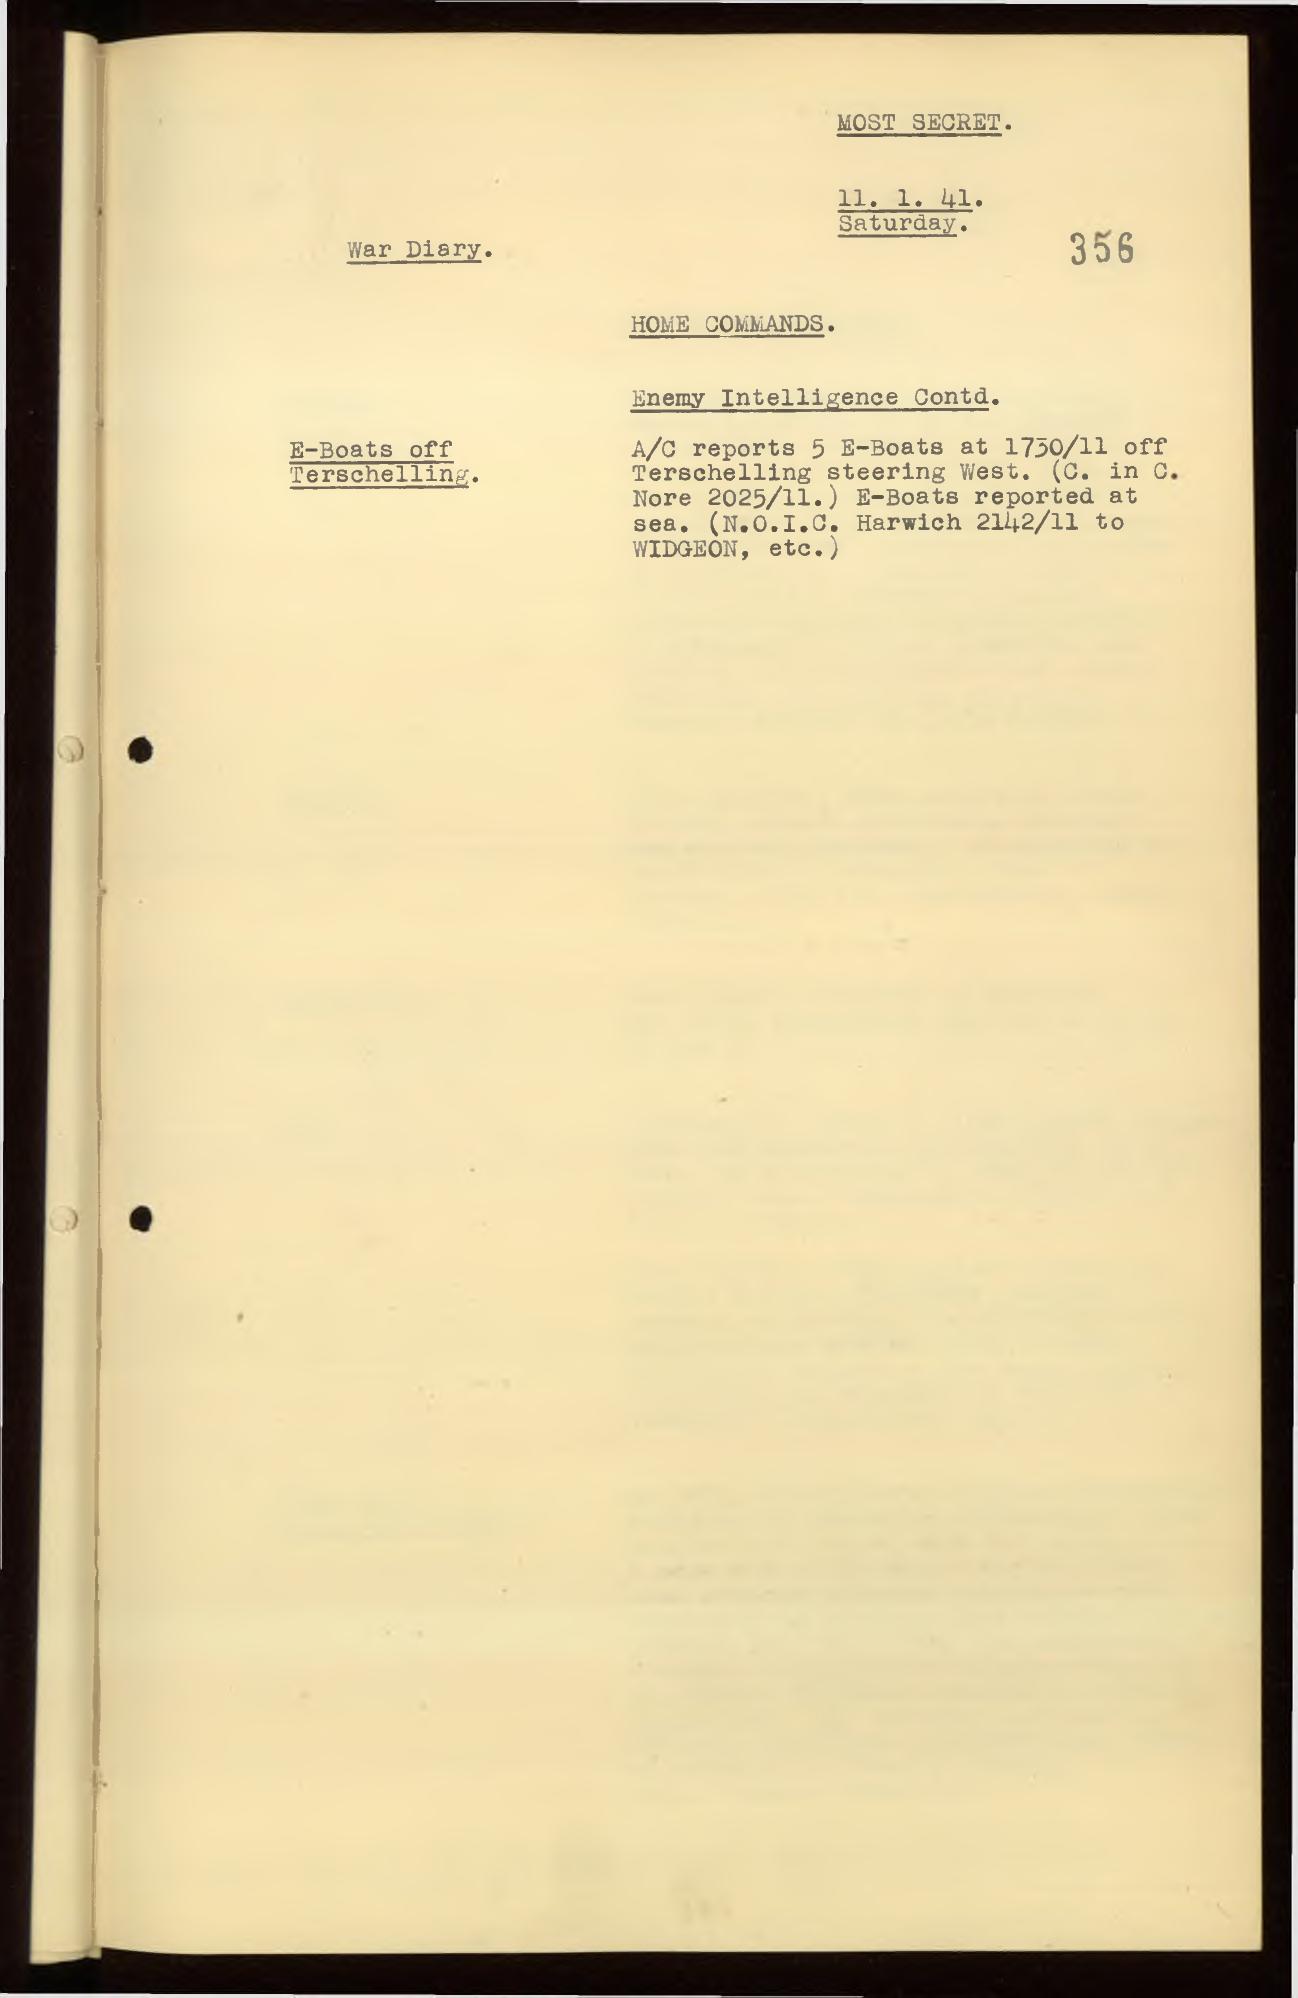 MOST SECRET.
11. 1. 41.
Saturday.
War Diary.
356
HOME COMMANDS.
Enemy Intelligence Contd.
E-Boats off
Terschelling.
A/C reports 5 E-Boats at 1730/11 off
Terschelling steering West. (C. in C.
Nore 2025/11.) E-Boats reported at
sea. (N.O.I.C. Harwich 2142/11 to
WIDGEON, etc.)